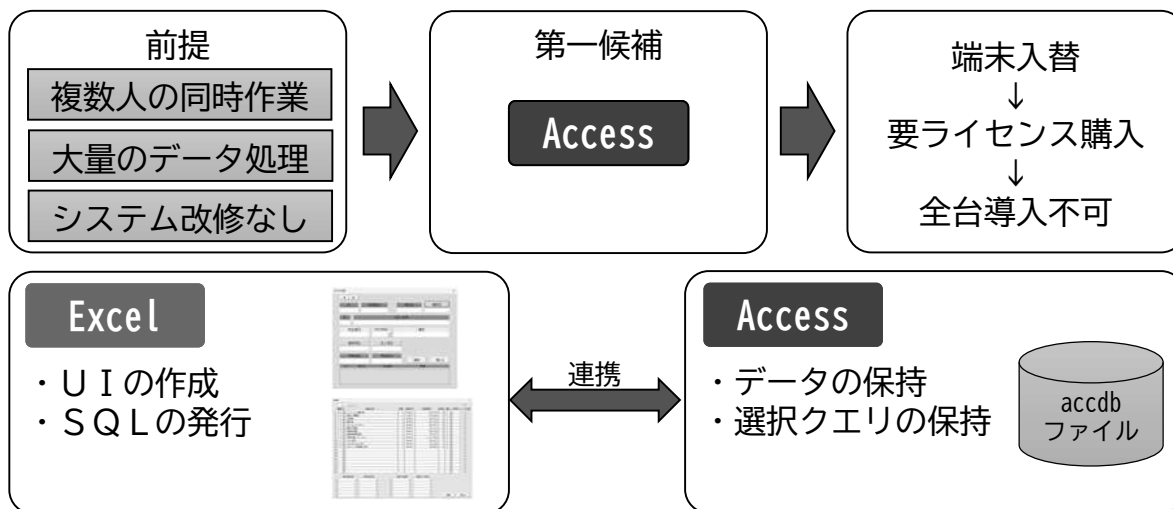 前提
複数人の同時作業
大量のデータ処理
システム改修なし
第一候補
Access
端末入替
↓
要ライセンス購入
↓
全台導入不可
Excel
・ＵＩの作成
・ＳＱＬの発行
連携
Access
・データの保持
・選択クエリの保持
accdb
ファイル